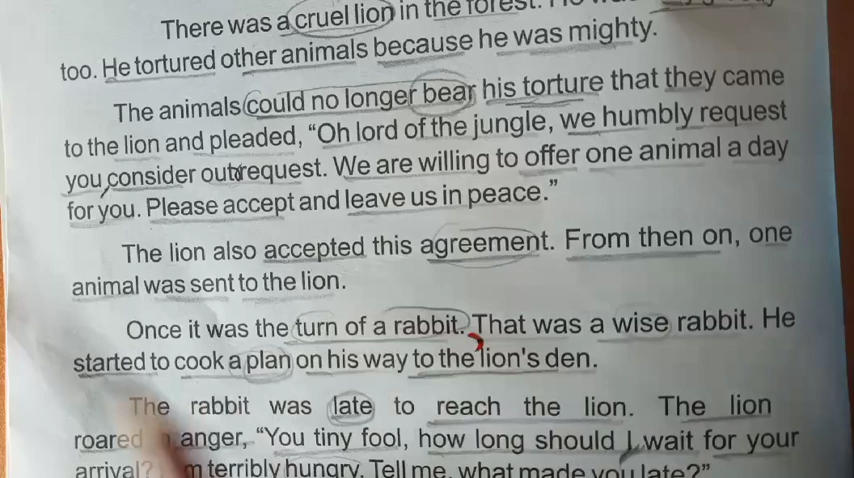 There was a cruel lion in the forest.
too. He tortured other animals because he was mighty.
The animals could no longer bear his torture that they came
to the lion and pleaded, “Oh lord of the jungle, we humbly request
you consider out request. We are willing to offer one animal a day
for you. Please accept and leave us in peace.”
The lion also accepted this agreement. From then on, one
animal was sent to the lion.
Once it was the turn of a rabbit. That was a wise rabbit. He
started to cook a plan on his way to the lion's den.
The rabbit was late to reach the lion. The lion
roared anger, “You tiny fool, how long should I wait for your
arrival? terribly hungry. Tell me, what made you late?”